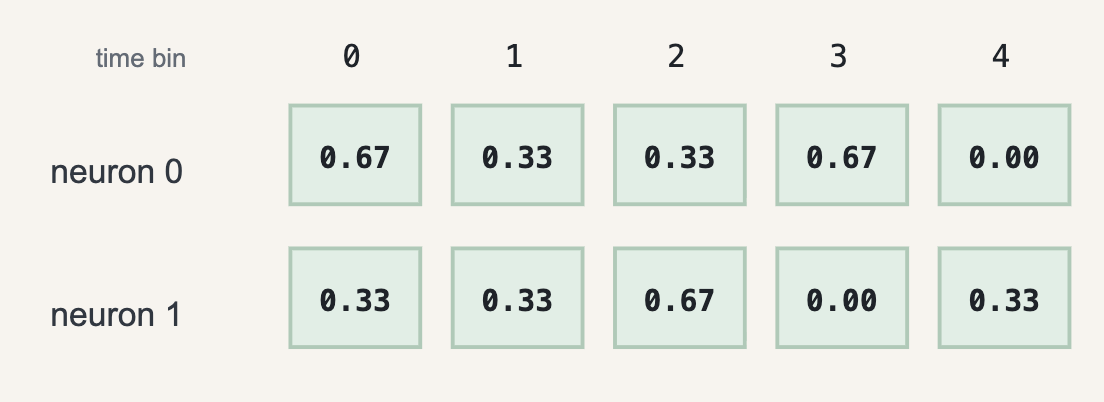 time bin 0 1 2 3 4
neuron 0 0.67 0.33 0.33 0.67 0.00
neuron 1 0.33 0.33 0.67 0.00 0.33